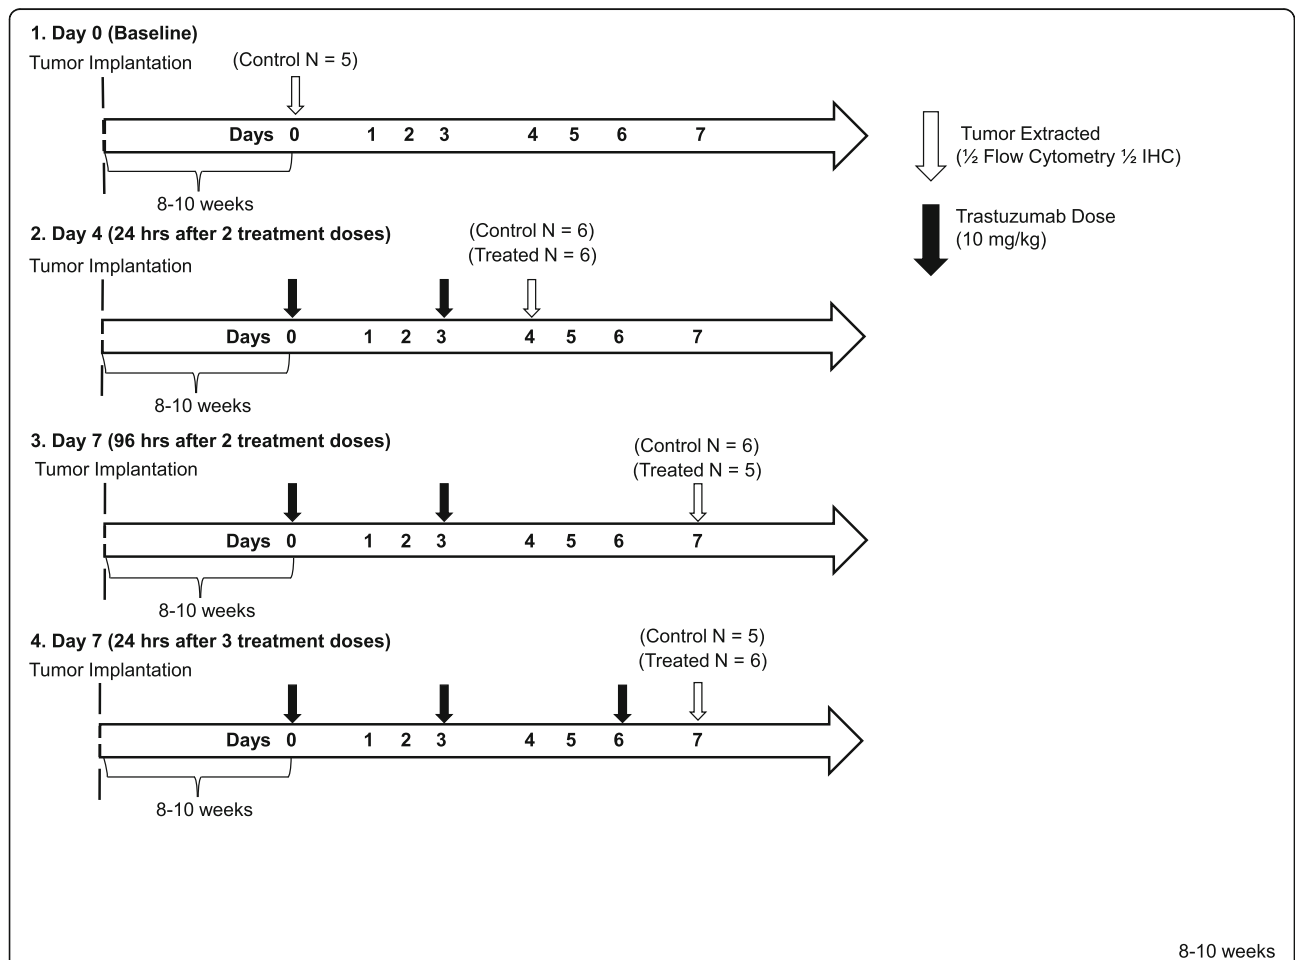 1. Day 0 (Baseline)
Tumor Implantation
(Control N = 5)
Days 0 1 2 3 4 5 6 7
8-10 weeks
Tumor Extracted
(½ Flow Cytometry ½ IHC)
Trastuzumab Dose
(10 mg/kg)
2. Day 4 (24 hrs after 2 treatment doses)
Tumor Implantation
(Control N = 6)
(Treated N = 6)
Days 0 1 2 3 4 5 6 7
8-10 weeks
3. Day 7 (96 hrs after 2 treatment doses)
Tumor Implantation
(Control N = 6)
(Treated N = 5)
Days 0 1 2 3 4 5 6 7
8-10 weeks
4. Day 7 (24 hrs after 3 treatment doses)
Tumor Implantation
(Control N = 5)
(Treated N = 6)
Days 0 1 2 3 4 5 6 7
8-10 weeks
8-10 weeks